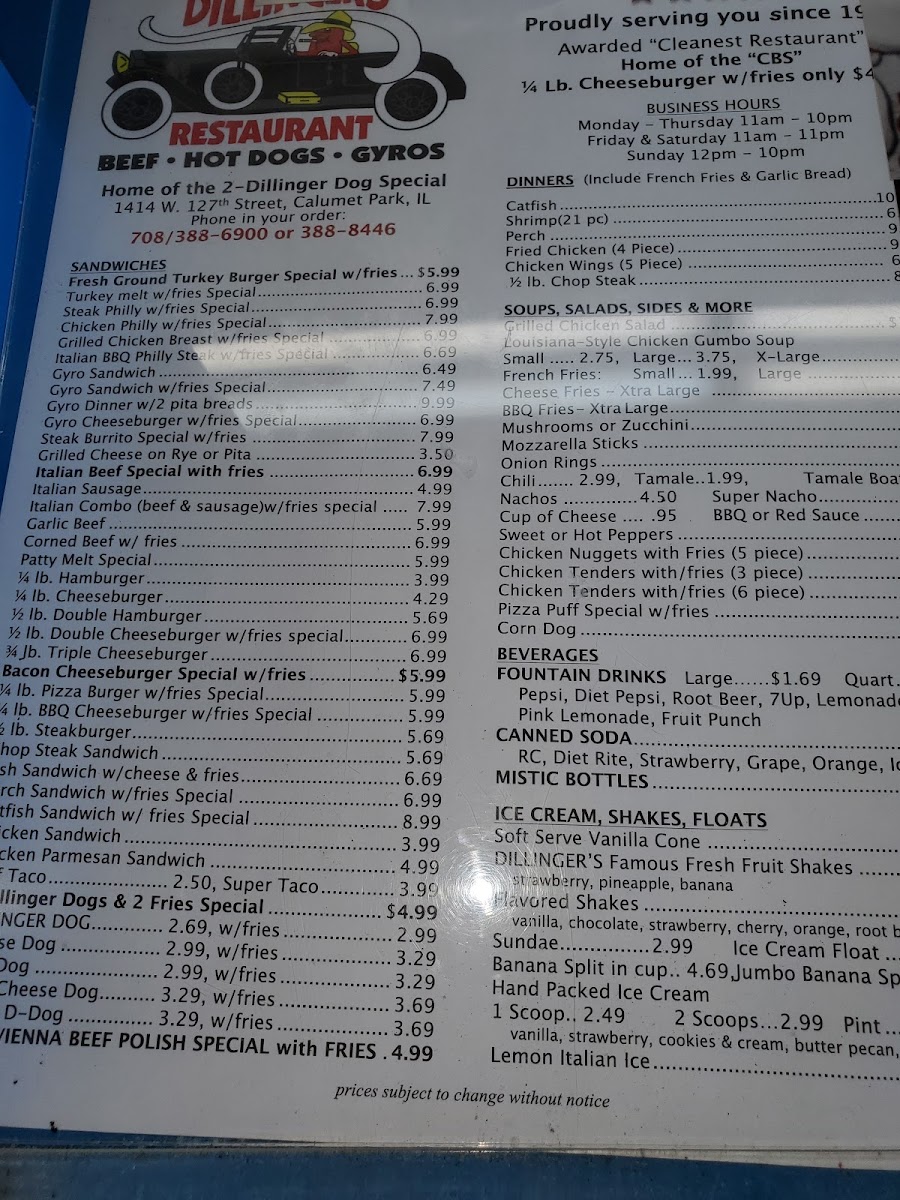 DILLINGERS
RESTAURANT
BEEF • HOT DOGS • GYROS
Home of the 2-Dillinger Dog Special
1414 W. 127th Street, Calumet Park, IL
Phone in your order:
708/388-6900 or 388-8446
SANDWICHES
Fresh Ground Turkey Burger Special w/fries... $5.99
Turkey melt w/fries Special 6.99
Steak Philly w/fries Special 6.99
Chicken Philly w/fries Special 7.99
Grilled Chicken Breast w/fries Special 6.99
Italian BBQ Philly Steak w/fries Special 6.69
Gyro Sandwich 6.49
Gyro Sandwich w/fries Special 7.49
Gyro Dinner w/2 pita breads 9.99
Gyro Cheeseburger w/fries Special 6.99
Steak Burrito Special w/fries 7.99
Grilled Cheese on Rye or Pita 3.50
Italian Beef Special with fries 6.99
Italian Sausage 4.99
Italian Combo (beef & sausage)w/fries special 7.99
Garlic Beef 5.99
Corned Beef w/ fries 6.99
Patty Melt Special 5.99
¼ lb. Hamburger 3.99
¼ lb. Cheeseburger 4.29
½ lb. Double Hamburger 5.69
½ lb. Double Cheeseburger w/fries special 6.99
¾ lb. Triple Cheeseburger 6.99
Bacon Cheeseburger Special w/fries $5.99
¼ lb. Pizza Burger w/fries Special 5.99
¼ lb. BBQ Cheeseburger w/fries Special 5.99
½ lb. Steakburger 5.69
hop Steak Sandwich 5.69
sh Sandwich w/cheese & fries 6.69
rch Sandwich w/fries Special 6.99
tfish Sandwich w/ fries Special 8.99
icken Sandwich 3.99
cken Parmesan Sandwich 4.99
Taco 2.50, Super Taco 3.99
llinger Dogs & 2 Fries Special $4.99
NGER DOG 2.69, w/fries 2.99
se Dog 2.99, w/fries 3.29
Dog 2.99, w/fries 3.29
Cheese Dog 3.29, w/fries 3.69
D-Dog 3.29, w/fries 3.69
VIENNA BEEF POLISH SPECIAL with FRIES . 4.99
Proudly serving you since 19
Awarded "Cleanest Restaurant"
Home of the "CBS"
¼ Lb. Cheeseburger w/fries only $4
BUSINESS HOURS
Monday - Thursday 11am - 10pm
Friday & Saturday 11am - 11pm
Sunday 12pm - 10pm
DINNERS (Include French Fries & Garlic Bread)
Catfish 10
Shrimp(21 pc) 6
Perch 9
Fried Chicken (4 Piece) 9
Chicken Wings (5 Piece) 6
½ lb. Chop Steak 8
SOUPS, SALADS, SIDES & MORE
Grilled Chicken Salad $
Louisiana-Style Chicken Gumbo Soup
Small ..... 2.75, Large... 3.75, X-Large
French Fries: Small... 1.99, Large
Cheese Fries - Xtra Large
BBQ Fries- Xtra Large
Mushrooms or Zucchini
Mozzarella Sticks
Onion Rings
Chili....... 2.99, Tamale..1.99, Tamale Boa
Nachos 4.50 Super Nacho
Cup of Cheese .... .95 BBQ or Red Sauce
Sweet or Hot Peppers
Chicken Nuggets with Fries (5 piece)
Chicken Tenders with/fries (3 piece)
Chicken Tenders with/fries (6 piece)
Pizza Puff Special w/fries
Corn Dog
BEVERAGES
FOUNTAIN DRINKS Large......$1.69 Quart
Pepsi, Diet Pepsi, Root Beer, 7Up, Lemonade
Pink Lemonade, Fruit Punch
CANNED SODA
RC, Diet Rite, Strawberry, Grape, Orange, Ic
MISTIC BOTTLES
ICE CREAM, SHAKES, FLOATS
Soft Serve Vanilla Cone
DILLINGER'S Famous Fresh Fruit Shakes
strawberry, pineapple, banana
Flavored Shakes
vanilla, chocolate, strawberry, cherry, orange, root b
Sundae 2.99 Ice Cream Float
Banana Split in cup.. 4.69,Jumbo Banana Sp
Hand Packed Ice Cream
1 Scoop.. 2.49 2 Scoops...2.99 Pint
vanilla, strawberry, cookies & cream, butter pecan,
Lemon Italian Ice
prices subject to change without notice